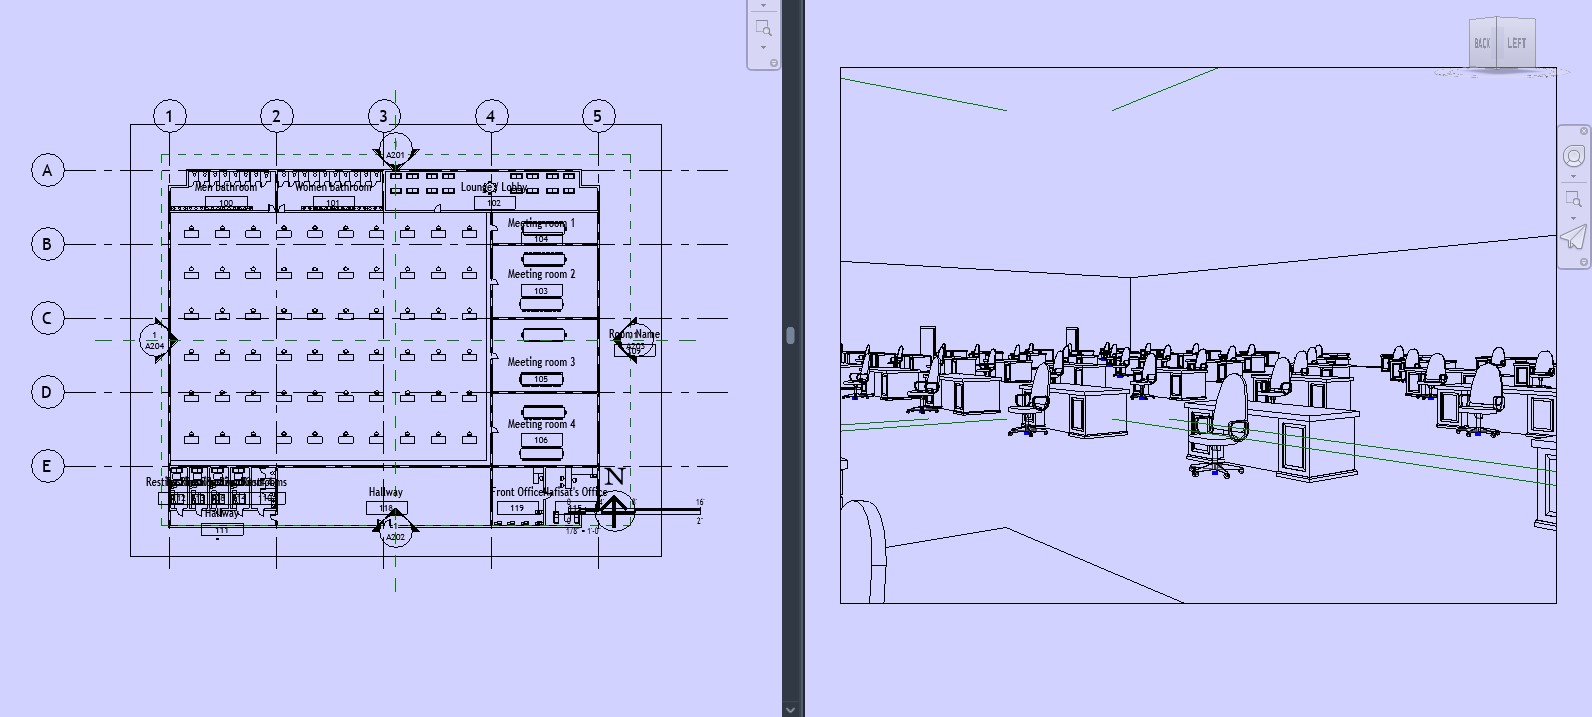 1 2 3 4 5
A
B
C
D
E
1
A201
Men Bathroom
100
Women Bathroom
101
Lounge/Lobby
102
Meeting room 1
104
Meeting room 2
103
Meeting room 3
105
Meeting room 4
106
1
A204
Room Name
109
Hallway
118
1
A202
Hallway
111
Front Office
119
Nafisat's Office
115
N
16'
2'
1/8" = 1'-0"
BACK
LEFT